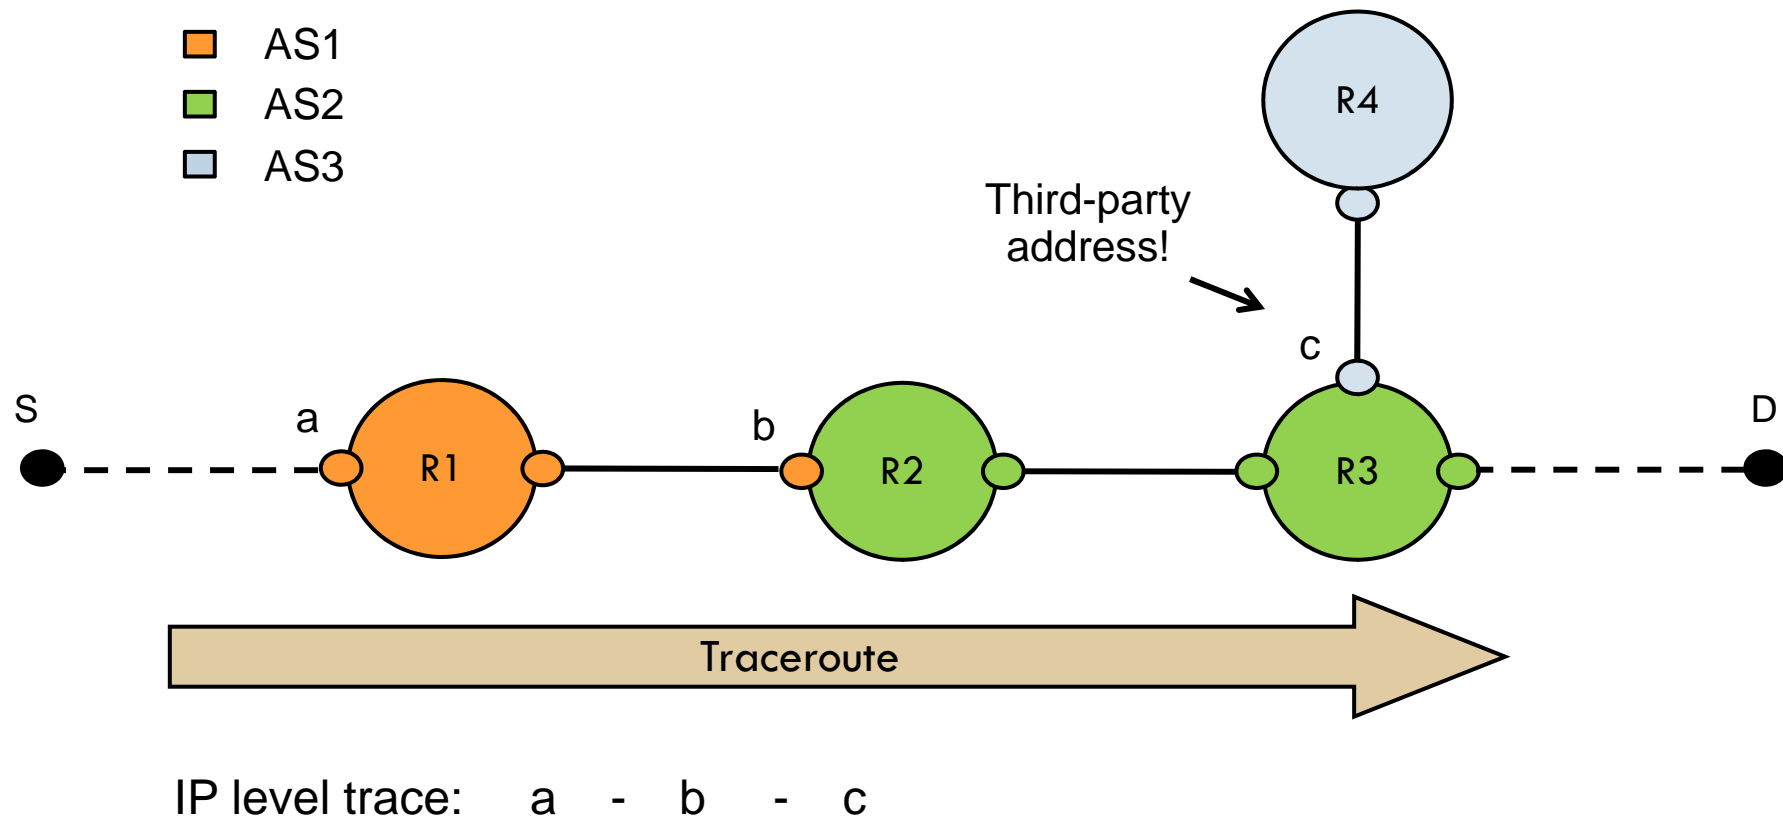 AS1
AS2
AS3
R4
Third-party
address!
c
S
a
b
D
R1
R2
R3
Traceroute
IP level trace: a - b - c